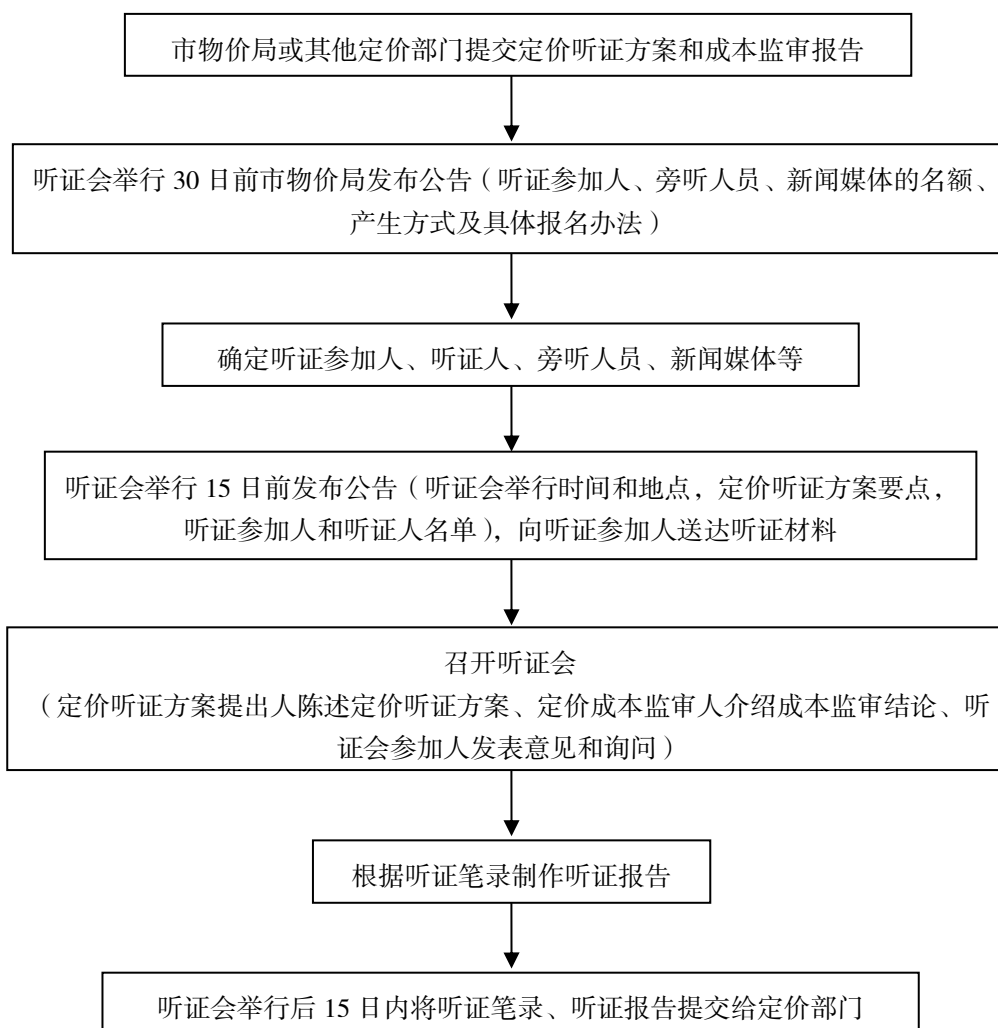 市物价局或其他定价部门提交定价听证方案和成本监审报告
听证会举行 30 日前市物价局发布公告（听证参加人、旁听人员、新闻媒体的名额、
产生方式及具体报名办法）
确定听证参加人、听证人、旁听人员、新闻媒体等
听证会举行 15 日前发布公告（听证会举行时间和地点，定价听证方案要点，
听证参加人和听证人名单），向听证参加人送达听证材料
召开听证会
（定价听证方案提出人陈述定价听证方案、定价成本监审人介绍成本监审结论、听
证会参加人发表意见和询问）
根据听证笔录制作听证报告
听证会举行后 15 日内将听证笔录、听证报告提交给定价部门